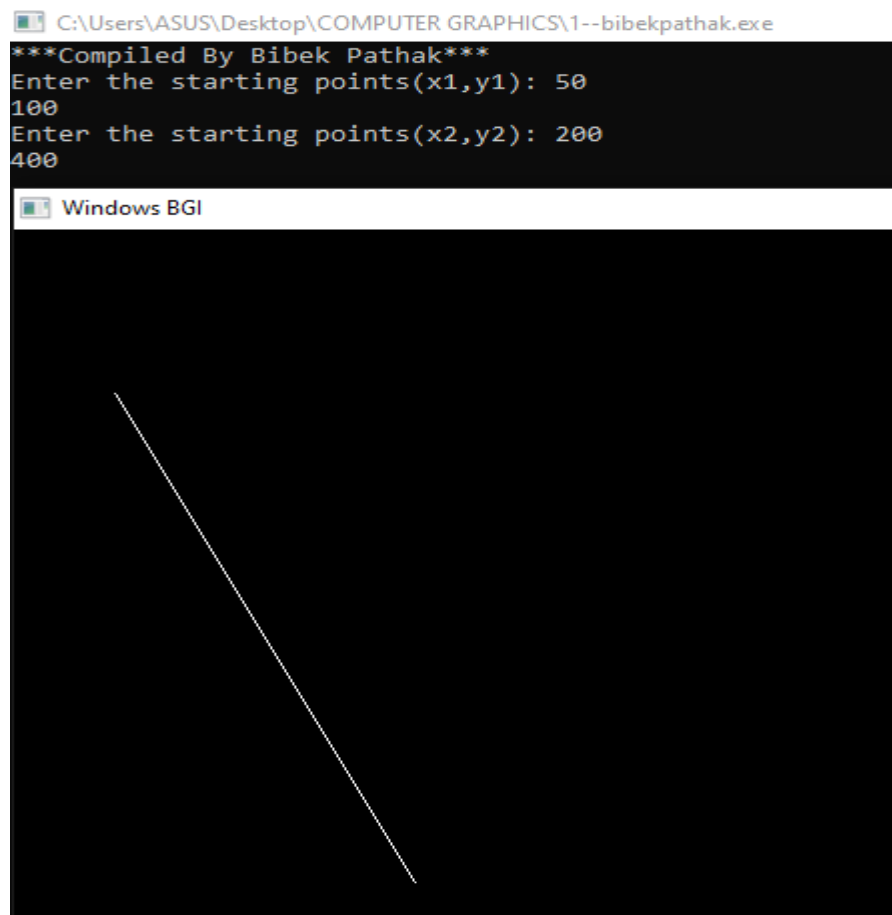 C:\Users\ASUS\Desktop\COMPUTER GRAPHICS\1--bibekpathak.exe
***Compiled By Bibek Pathak***
Enter the starting points(x1,y1): 50
100
Enter the starting points(x2,y2): 200
400
Windows BGI